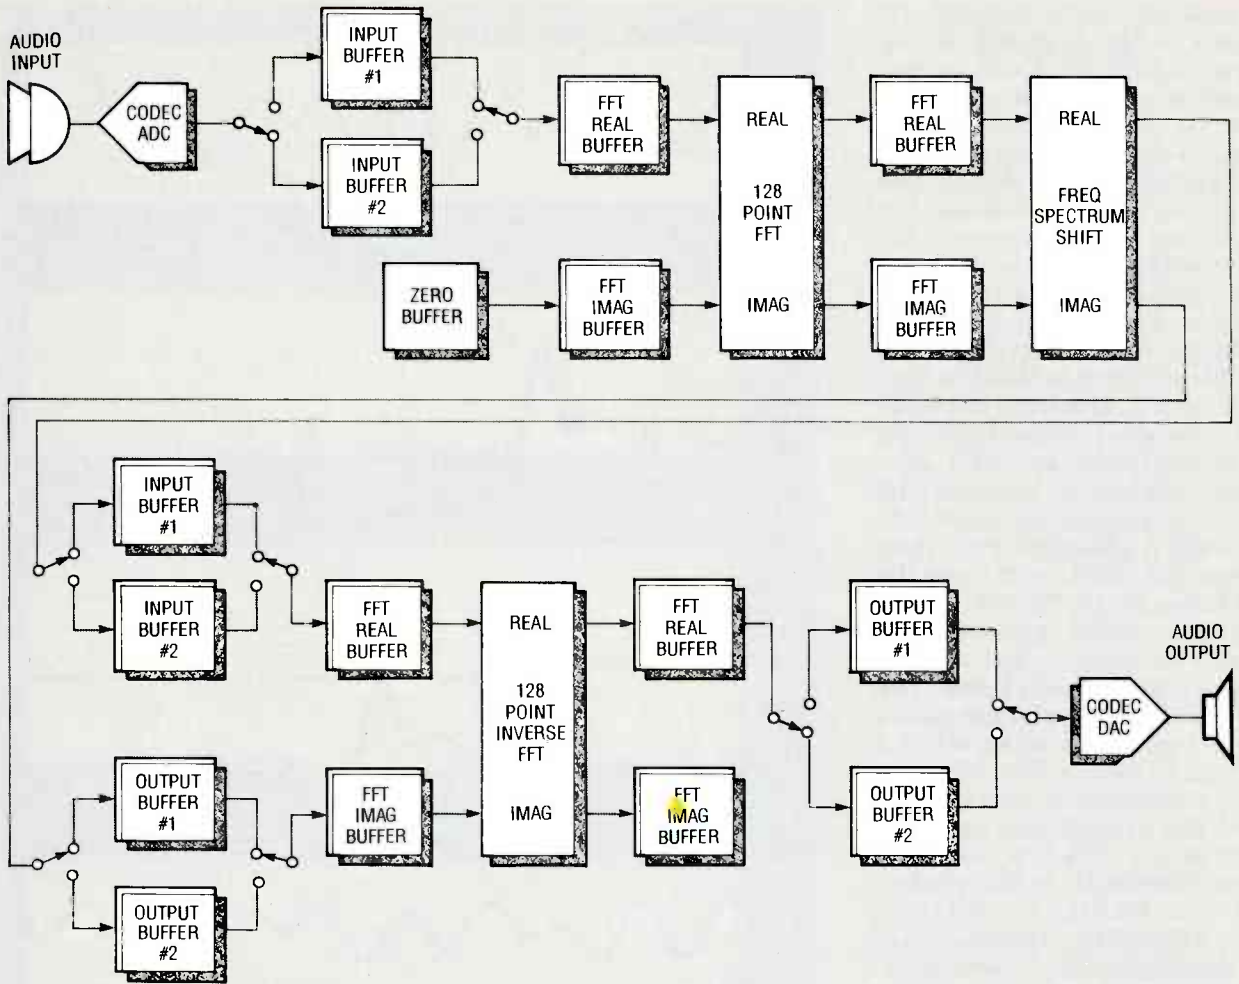 AUDIO
INPUT
CODEC
ADC
INPUT
BUFFER
#1
INPUT
BUFFER
#2
FFT
REAL
BUFFER
REAL
128
POINT
FFT
IMAG
FFT
REAL
BUFFER
REAL
FREQ
SPECTRUM
SHIFT
IMAG
ZERO
BUFFER
FFT
IMAG
BUFFER
FFT
IMAG
BUFFER
INPUT
BUFFER
#1
INPUT
BUFFER
#2
FFT
REAL
BUFFER
REAL
128
POINT
INVERSE
FFT
IMAG
FFT
REAL
BUFFER
OUTPUT
BUFFER
#1
AUDIO
OUTPUT
CODEC
DAC
OUTPUT
BUFFER
#1
FFT
IMAG
BUFFER
FFT
IMAG
BUFFER
OUTPUT
BUFFER
#2
OUTPUT
BUFFER
#2